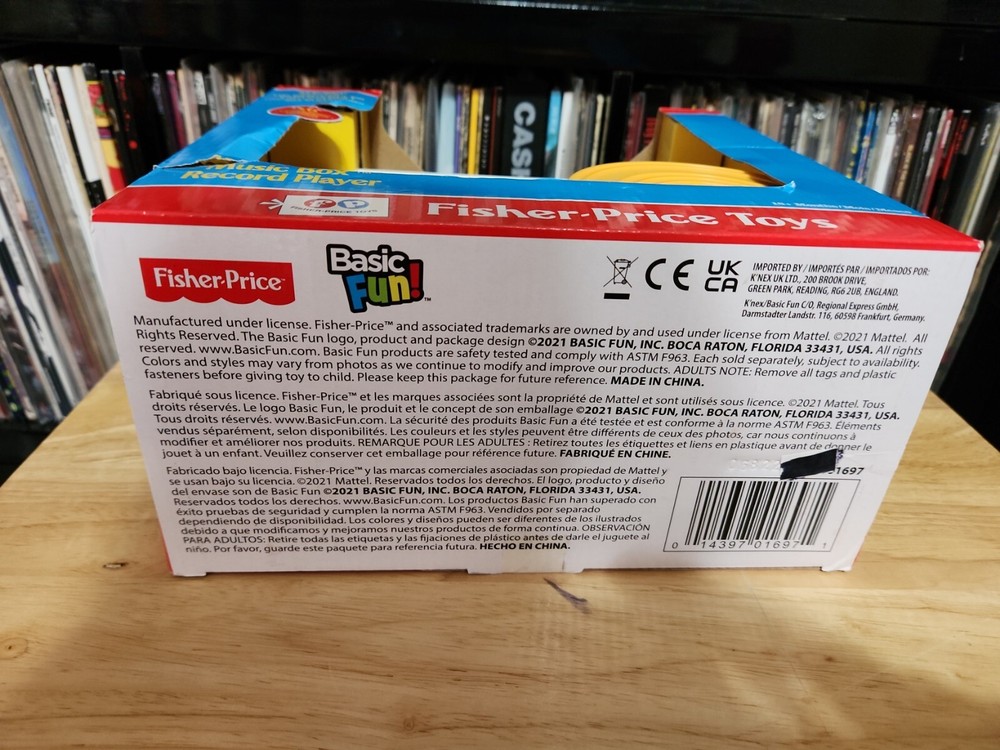 CASH
Music Box
Record Player
FISHER-PRICE TOYS
Fisher-Price Toys
Fisher-Price
Basic
Fun!™
CE
UK
CA
IMPORTED BY / IMPORTÉS PAR / IMPORTADOS POR:
K'NEX UK LTD., 200 BROOK DRIVE,
GREEN PARK, READING, RG6 2UB, ENGLAND.
K'nex/Basic Fun C/O, Regional Express GmbH,
Darmstadter Landstr. 116, 60598 Frankfurt, Germany.
Manufactured under license. Fisher-Price™ and associated trademarks are owned by and used under license from Mattel. ©2021 Mattel. All
Rights Reserved. The Basic Fun logo, product and package design ©2021 BASIC FUN, INC. BOCA RATON, FLORIDA 33431, USA. All rights
reserved. www.BasicFun.com. Basic Fun products are safety tested and comply with ASTM F963. Each sold separately, subject to availability.
Colors and styles may vary from photos as we continue to modify and improve our products. ADULTS NOTE: Remove all tags and plastic
fasteners before giving toy to child. Please keep this package for future reference. MADE IN CHINA.
Fabriqué sous licence. Fisher-Price™ et les marques associées sont la propriété de Mattel et sont utilisés sous licence. ©2021 Mattel. Tous
droits réservés. Le logo Basic Fun, le produit et le concept de son emballage ©2021 BASIC FUN, INC. BOCA RATON, FLORIDA 33431, USA.
Tous droits réservés. www.BasicFun.com. La sécurité des produits Basic Fun a été testée et est conforme à la norme ASTM F963. Éléments
vendus séparément, selon disponibilités. Les couleurs et les styles peuvent être différents de ceux des photos, car nous continuons à
modifier et améliorer nos produits. REMARQUE POUR LES ADULTES : Retirez toutes les étiquettes et liens en plastique avant de donner le
jouet à un enfant. Veuillez conserver cet emballage pour référence future. FABRIQUÉ EN CHINE.
Fabricado bajo licencia. Fisher-Price™ y las marcas comerciales asociadas son propiedad de Mattel y
se usan bajo su licencia. ©2021 Mattel. Todos los derechos reservados. El logo, producto y diseño
del envase son de Basic Fun ©2021 BASIC FUN, INC. BOCA RATON, FLORIDA 33431, USA.
Reservados todos los derechos. www.BasicFun.com. Los productos Basic Fun han superado con
éxito pruebas de seguridad y cumplen la norma ASTM F963. Vendidos por separado
dependiendo de disponibilidad. Los colores y diseños pueden ser diferentes de los ilustrados
debido a que modificamos y mejoramos nuestros productos de forma continua. OBSERVACIÓN
PARA ADULTOS: Retire todas las etiquetas y las fijaciones de plástico antes de darle el juguete al
niño. Por favor, guarde este paquete para referencia futura. HECHO EN CHINA.
01697
0 14397 01697 1